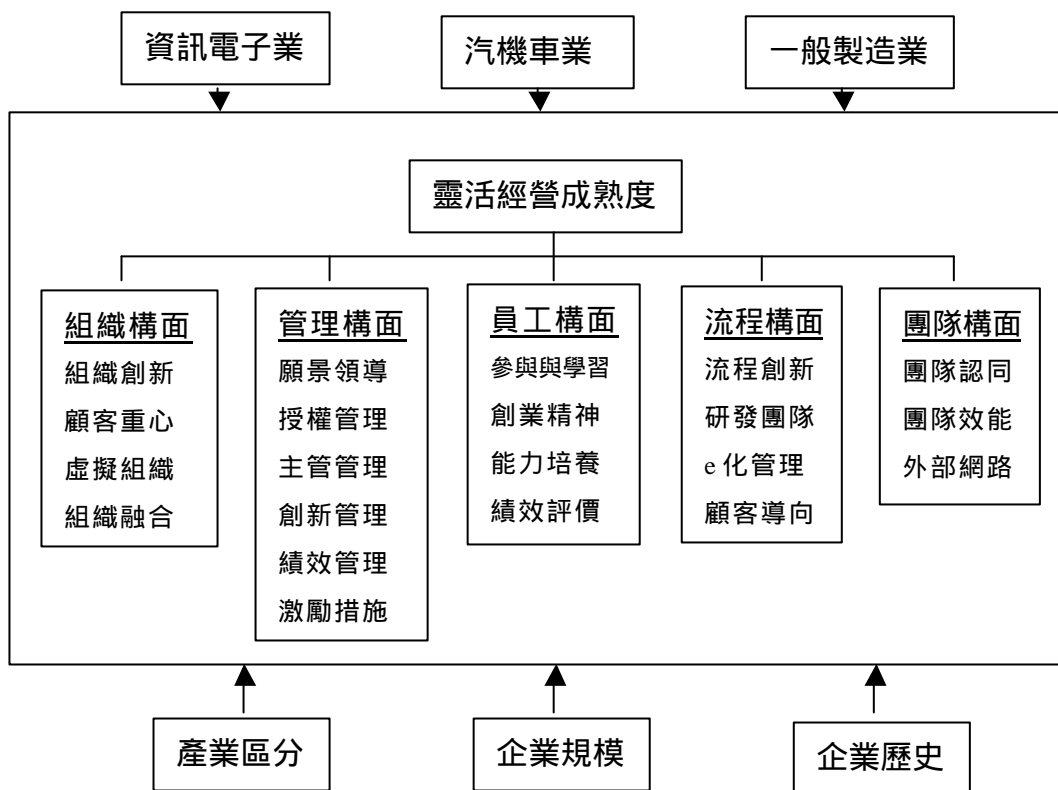 資訊電子業
汽機車業
一般製造業
靈活經營成熟度
組織構面
組織創新
顧客重心
虛擬組織
組織融合
管理構面
願景領導
授權管理
主管管理
創新管理
績效管理
激勵措施
員工構面
參與與學習
創業精神
能力培養
績效評價
流程構面
流程創新
研發團隊
e化管理
顧客導向
團隊構面
團隊認同
團隊效能
外部網路
產業區分
企業規模
企業歷史